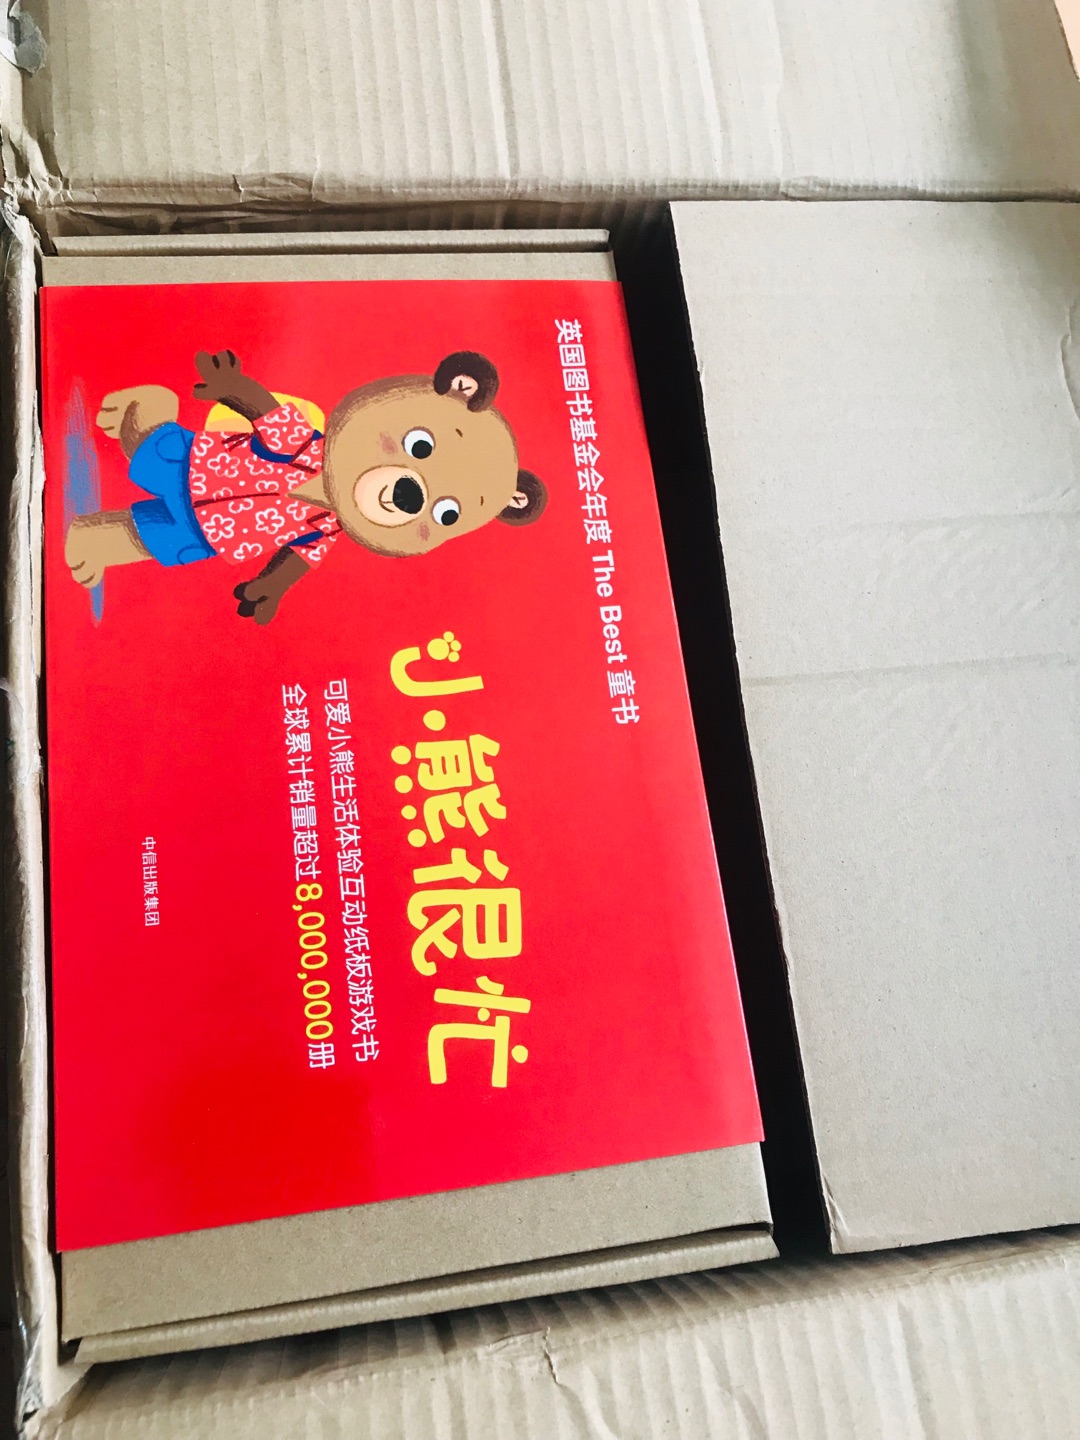 英国图书基金会年度 The Best 童书
小熊很忙
可爱小熊生活体验互动纸板游戏书
全球累计销量超过8,000,000册
中信出版集团